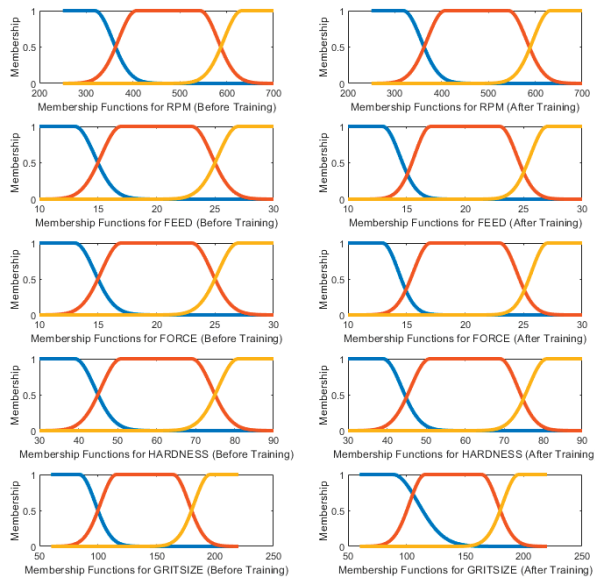 1
0.5
0
Membership
200 300 400 500 600 700
Membership Functions for RPM (Before Training)
1
0.5
0
Membership
200 300 400 500 600 700
Membership Functions for RPM (After Training)
1
0.5
0
Membership
10 15 20 25 30
Membership Functions for FEED (Before Training)
1
0.5
0
Membership
10 15 20 25 30
Membership Functions for FEED (After Training)
1
0.5
0
Membership
10 15 20 25 30
Membership Functions for FORCE (Before Training)
1
0.5
0
Membership
10 15 20 25 30
Membership Functions for FORCE (After Training)
1
0.5
0
Membership
30 40 50 60 70 80 90
Membership Functions for HARDNESS (Before Training)
1
0.5
0
Membership
30 40 50 60 70 80 90
Membership Functions for HARDNESS (After Training
1
0.5
0
Membership
50 100 150 200 250
Membership Functions for GRITSIZE (Before Training)
1
0.5
0
Membership
50 100 150 200 250
Membership Functions for GRITSIZE (After Training)